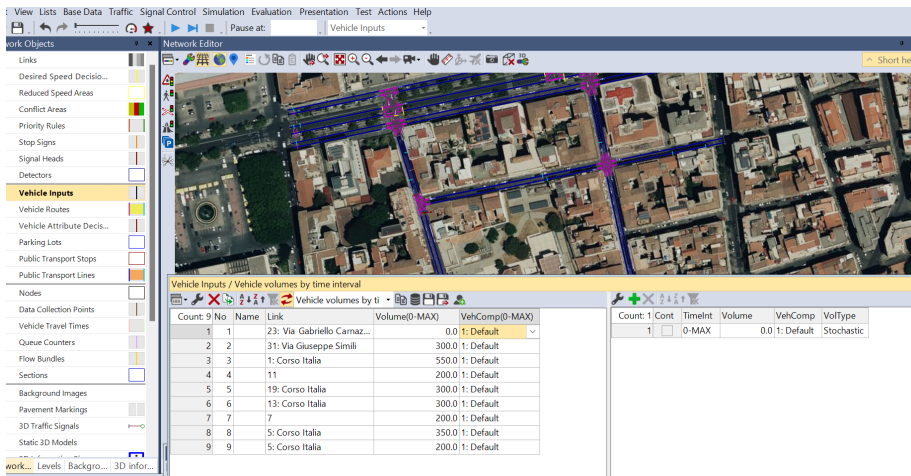 : View Lists Base Data Traffic Signal Control Simulation Evaluation Presentation Test Actions Help
Pause at: Vehicle Inputs
work Objects
Network Editor
Short he
Links
Desired Speed Decisio...
Reduced Speed Areas
Conflict Areas
Priority Rules
Stop Signs
Signal Heads
Detectors
Vehicle Inputs
Vehicle Routes
Vehicle Attribute Decis...
Parking Lots
Public Transport Stops
Public Transport Lines
Nodes
Data Collection Points
Vehicle Travel Times
Queue Counters
Flow Bundles
Sections
Background Images
Pavement Markings
3D Traffic Signals
Static 3D Models
work... Levels Backgro... 3D infor...
Vehicle Inputs / Vehicle volumes by time interval
Vehicle volumes by ti
Count: 9 No Name Link Volume(0-MAX) VehComp(0-MAX)
1 1 23: Via Gabriello Carnaz... 0.0 1: Default
2 2 31: Via Giuseppe Simili 300.0 1: Default
3 3 1: Corso Italia 550.0 1: Default
4 4 11 200.0 1: Default
5 5 19: Corso Italia 300.0 1: Default
6 6 13: Corso Italia 300.0 1: Default
7 7 7 200.0 1: Default
8 8 5: Corso Italia 350.0 1: Default
9 9 5: Corso Italia 200.0 1: Default
Count: 1 Cont TimeInt Volume VehComp VolType
1 0-MAX 0.0 1: Default Stochastic